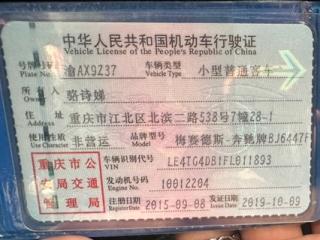 中华人民共和国机动车行驶证
Vehicle License of the People's Republic of China
号牌号码 渝AX9Z37 车辆类型 小型普通客车
Plate No. Vehicle Type
所有人 骆诗娣
Owner
住址 重庆市江北区北滨二路538号7幢28-1
Address
使用性质 非营运 品牌型号 梅赛德斯-奔驰牌BJ6447F
Use Character Model
重庆市公 车辆识别代号 LE4TG4DB1FL011893
VIN
安局交通 发动机号码 10012204
Engine No.
管理局 注册日期 2015-09-08 发证日期 2019-10-09
Register Date Issue Date